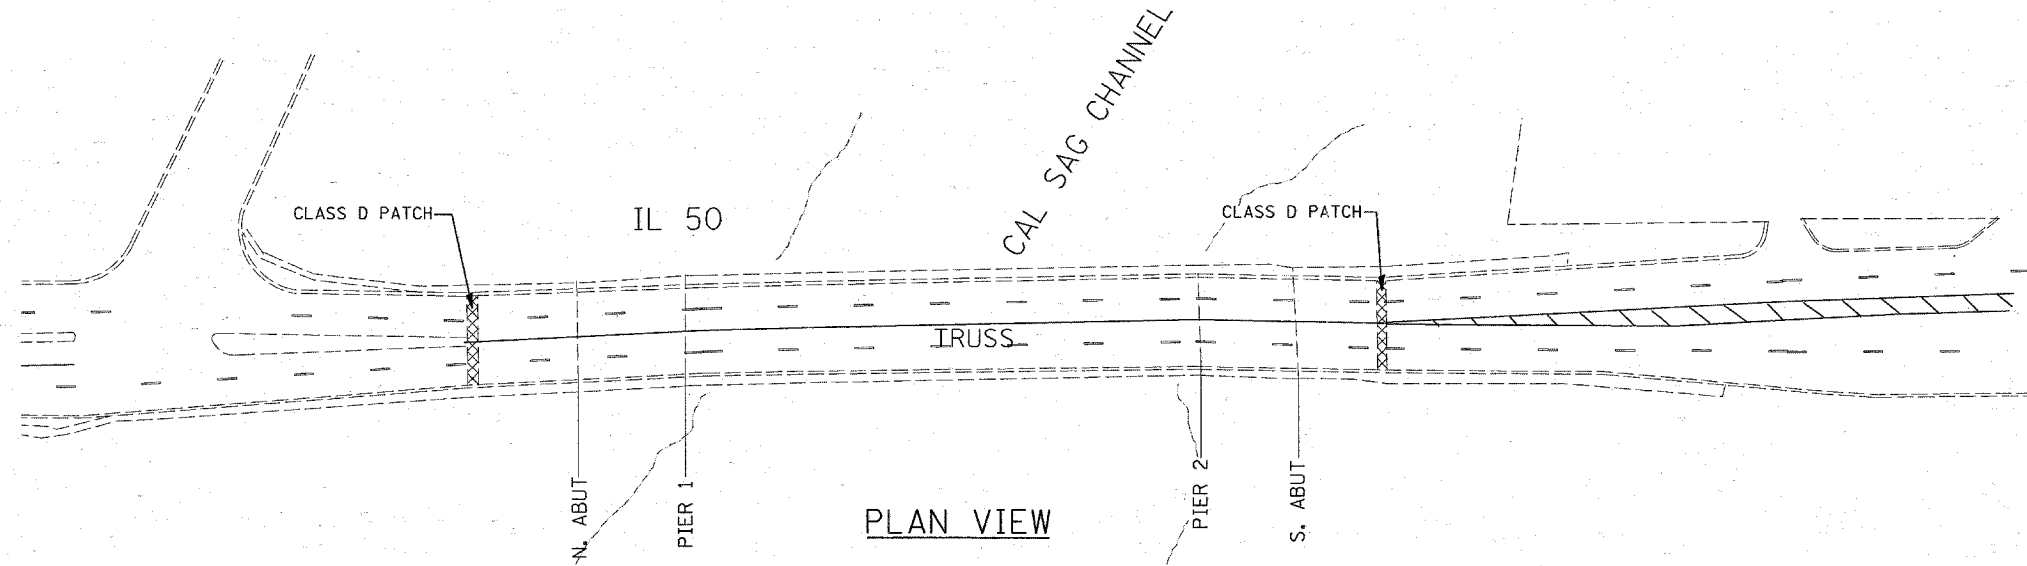 CAL SAG CHANNEL
CLASS D PATCH
IL 50
CLASS D PATCH
TRUSS
N. ABUT
PIER 1
PIER 2
S. ABUT
PLAN VIEW